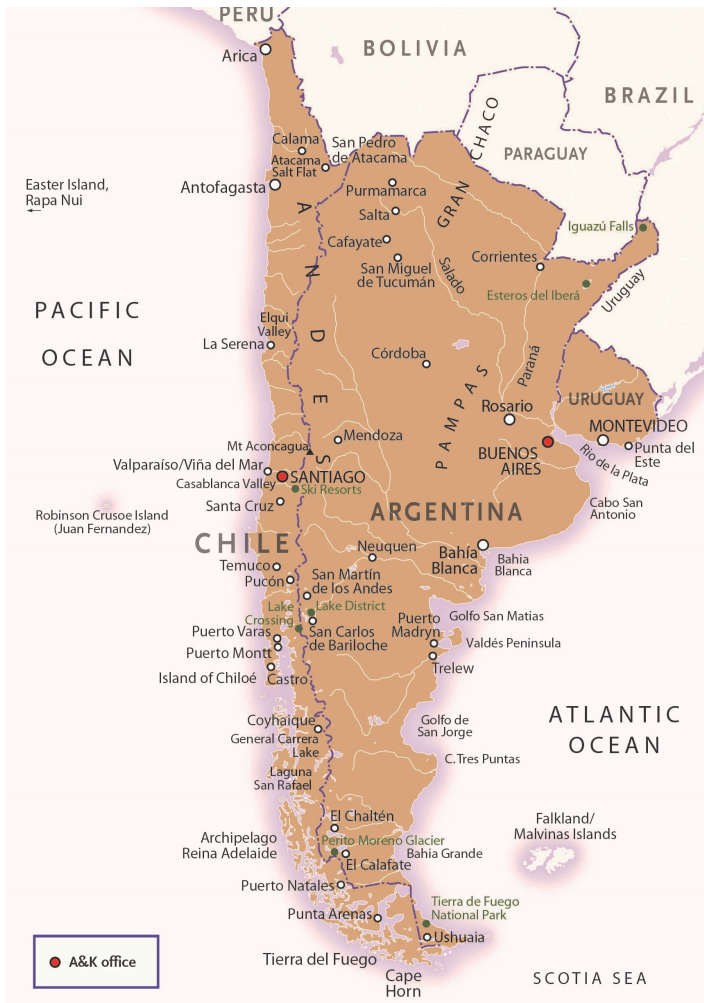 PERU
Arica
BOLIVIA
BRAZIL
CHACO
GRAN
PARAGUAY
Calama
San Pedro
de Atacama
Atacama
Salt Flat
Antofagasta
Easter Island,
Rapa Nui
Purmamarca
Salta
Iguazú Falls
Cafayate
San Miguel
de Tucumán
Corrientes
Salado
Esteros del Iberá
Uruguay
ANDES
PACIFIC
OCEAN
Elqui
Valley
La Serena
Córdoba
Paraná
PAMPAS
URUGUAY
Rosario
MONTEVIDEO
Mt Aconcagua
Mendoza
BUENOS
AIRES
Punta del
Este
Río de la Plata
Valparaíso/Viña del Mar
SANTIAGO
Casablanca Valley
Ski Resorts
Santa Cruz
Cabo San
Antonio
Robinson Crusoe Island
(Juan Fernandez)
ARGENTINA
CHILE
Neuquen
Bahía
Blanca
Bahia
Blanca
Temuco
Pucón
San Martín
de los Andes
Lake
Crossing
Lake District
Puerto
Madryn
Golfo San Matias
Puerto Varas
San Carlos
de Bariloche
Valdés Peninsula
Puerto Montt
Trelew
Island of Chiloé
Castro
Coyhaique
General Carrera
Lake
Golfo de
San Jorge
ATLANTIC
OCEAN
Laguna
San Rafael
C. Tres Puntas
El Chaltén
Falkland/
Malvinas Islands
Archipelago
Reina Adelaide
Perito Moreno Glacier
El Calafate
Bahia Grande
Puerto Natales
Punta Arenas
Tierra de Fuego
National Park
Ushuaia
Tierra del Fuego
Cape
Horn
SCOTIA SEA
A&K office